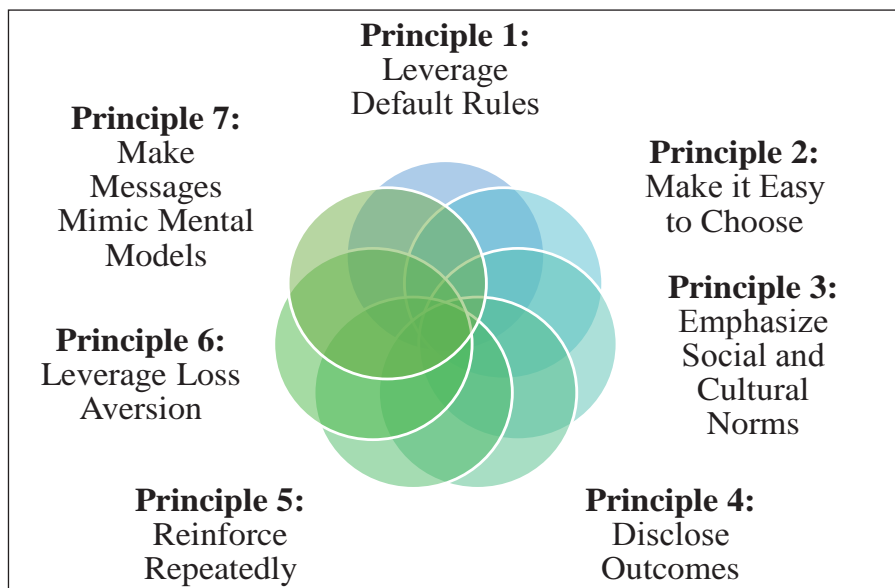 Principle 1:
Leverage
Default Rules
Principle 2:
Make it Easy
to Choose
Principle 3:
Emphasize
Social and
Cultural
Norms
Principle 4:
Disclose
Outcomes
Principle 5:
Reinforce
Repeatedly
Principle 6:
Leverage Loss
Aversion
Principle 7:
Make
Messages
Mimic Mental
Models